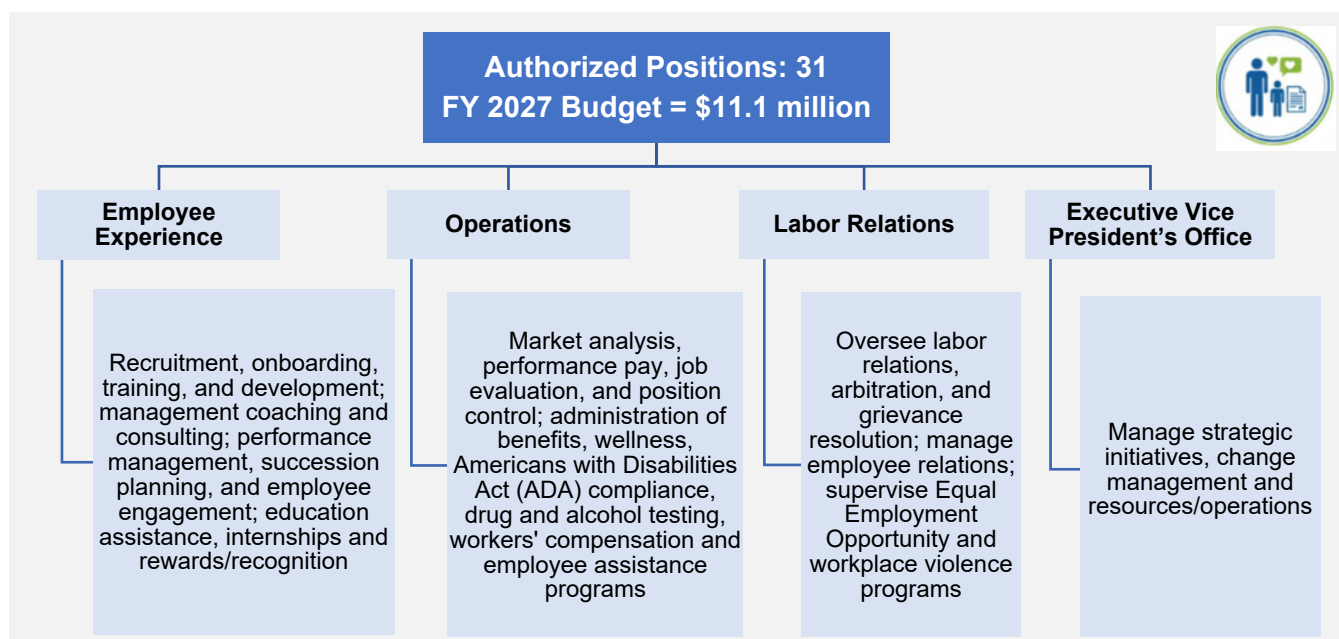 Authorized Positions: 31
FY 2027 Budget = $11.1 million
Employee
Experience
Recruitment, onboarding,
training, and development;
management coaching and
consulting; performance
management, succession
planning, and employee
engagement; education
assistance, internships and
rewards/recognition
Operations
Market analysis,
performance pay, job
evaluation, and position
control; administration of
benefits, wellness,
Americans with Disabilities
Act (ADA) compliance,
drug and alcohol testing,
workers' compensation and
employee assistance
programs
Labor Relations
Oversee labor
relations,
arbitration, and
grievance
resolution; manage
employee relations;
supervise Equal
Employment
Opportunity and
workplace violence
programs
Executive Vice
President’s Office
Manage strategic
initiatives, change
management and
resources/operations